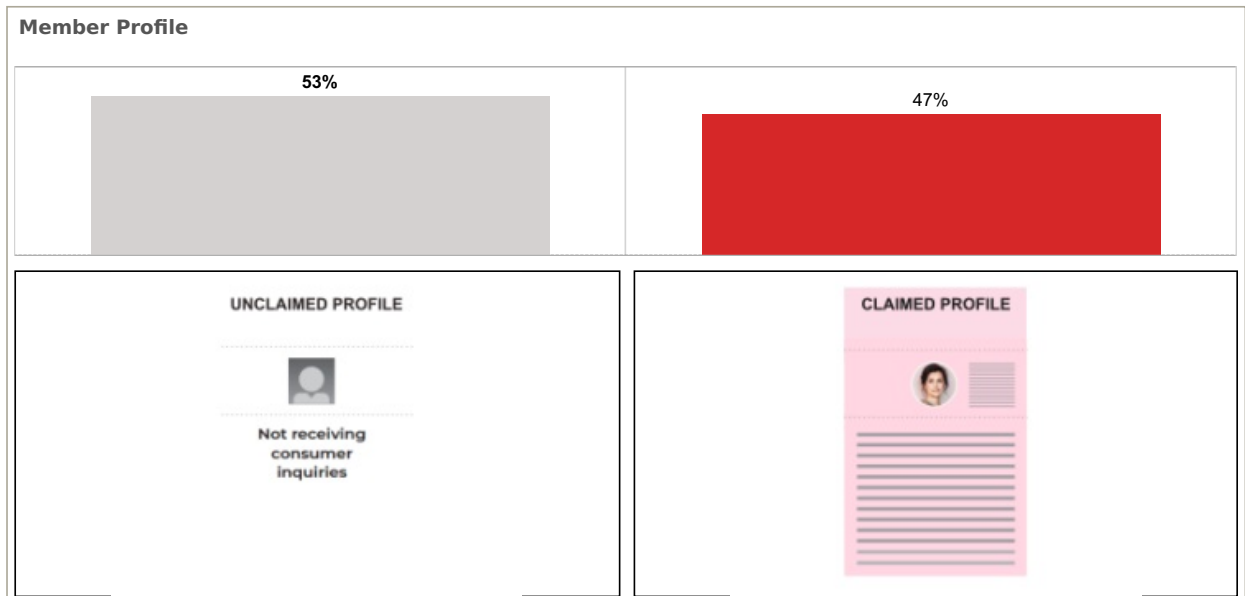 Member Profile
53%
47%
UNCLAIMED PROFILE
Not receiving
consumer
inquiries
CLAIMED PROFILE